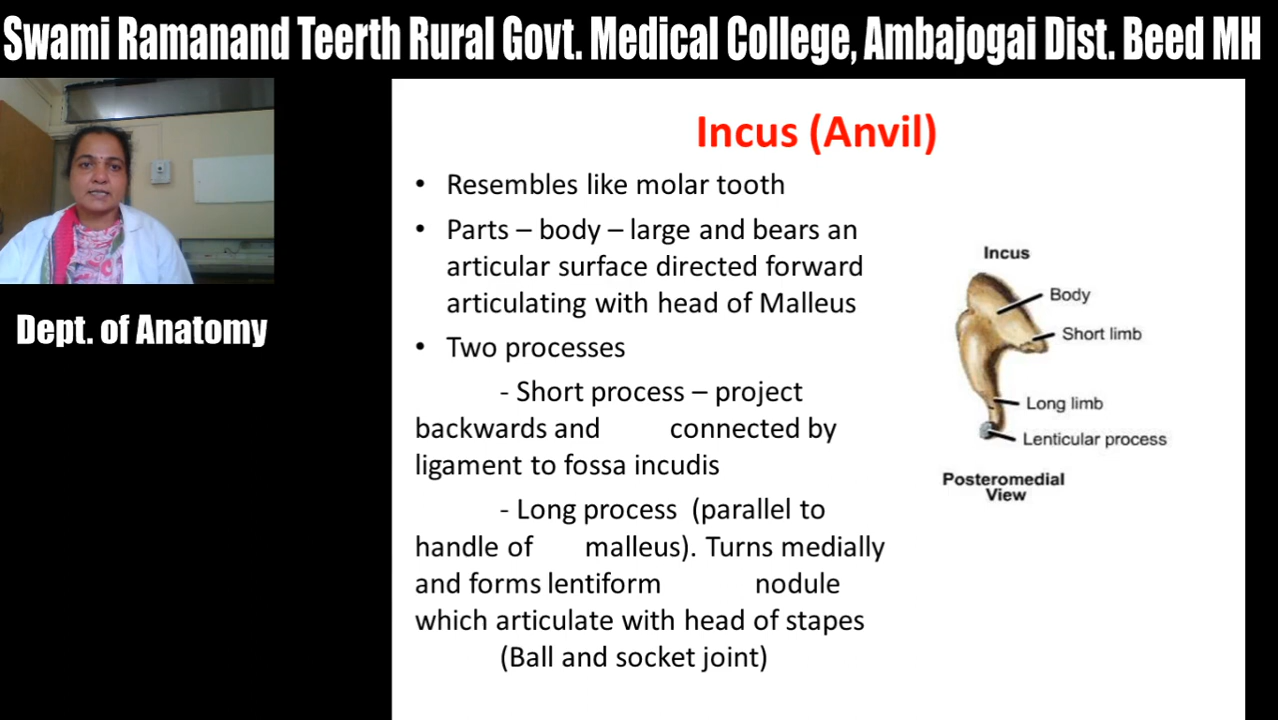 Swami Ramanand Teerth Rural Govt. Medical College, Ambajogai Dist. Beed MH
Dept. of Anatomy
Incus (Anvil)
• Resembles like molar tooth
• Parts – body – large and bears an
articular surface directed forward
articulating with head of Malleus
• Two processes
- Short process – project
backwards and connected by
ligament to fossa incudis
- Long process (parallel to
handle of malleus). Turns medially
and forms lentiform nodule
which articulate with head of stapes
(Ball and socket joint)
Incus
Body
Short limb
Long limb
Lenticular process
Posteromedial
View